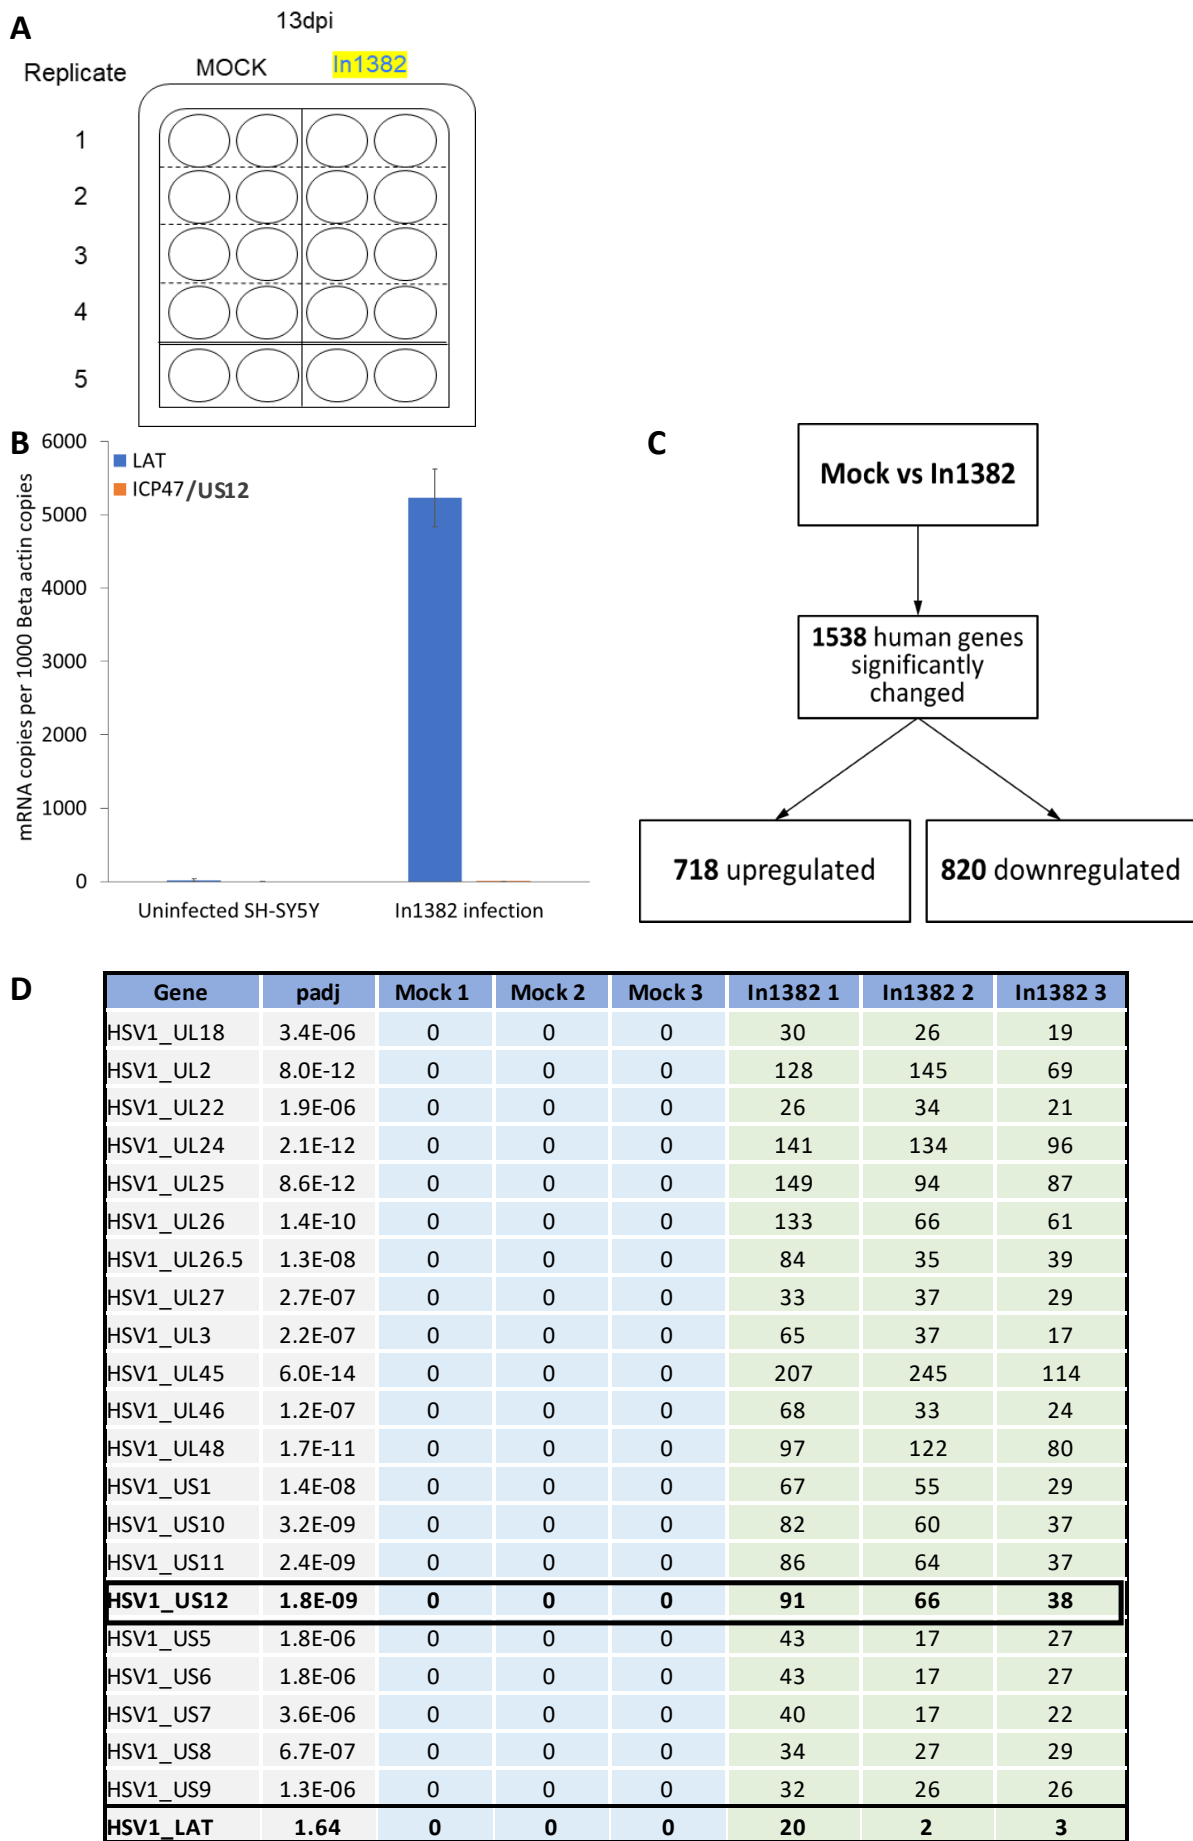 A
13dpi
Replicate MOCK In1382
1
2
3
4
5
B
6000
5000
4000
3000
2000
1000
0
mRNA copies per 1000 Beta actin copies
LAT
ICP47/US12
Uninfected SH-SY5Y In1382 infection
C
Mock vs In1382
1538 human genes
significantly
changed
718 upregulated
820 downregulated
D
Gene padj Mock 1 Mock 2 Mock 3 In1382 1 In1382 2 In1382 3
HSV1_UL18 3.4E-06 0 0 0 30 26 19
HSV1_UL2 8.0E-12 0 0 0 128 145 69
HSV1_UL22 1.9E-06 0 0 0 26 34 21
HSV1_UL24 2.1E-12 0 0 0 141 134 96
HSV1_UL25 8.6E-12 0 0 0 149 94 87
HSV1_UL26 1.4E-10 0 0 0 133 66 61
HSV1_UL26.5 1.3E-08 0 0 0 84 35 39
HSV1_UL27 2.7E-07 0 0 0 33 37 29
HSV1_UL3 2.2E-07 0 0 0 65 37 17
HSV1_UL45 6.0E-14 0 0 0 207 245 114
HSV1_UL46 1.2E-07 0 0 0 68 33 24
HSV1_UL48 1.7E-11 0 0 0 97 122 80
HSV1_US1 1.4E-08 0 0 0 67 55 29
HSV1_US10 3.2E-09 0 0 0 82 60 37
HSV1_US11 2.4E-09 0 0 0 86 64 37
HSV1_US12 1.8E-09 0 0 0 91 66 38
HSV1_US5 1.8E-06 0 0 0 43 17 27
HSV1_US6 1.8E-06 0 0 0 43 17 27
HSV1_US7 3.6E-06 0 0 0 40 17 22
HSV1_US8 6.7E-07 0 0 0 34 27 29
HSV1_US9 1.3E-06 0 0 0 32 26 26
HSV1_LAT 1.64 0 0 0 20 2 3